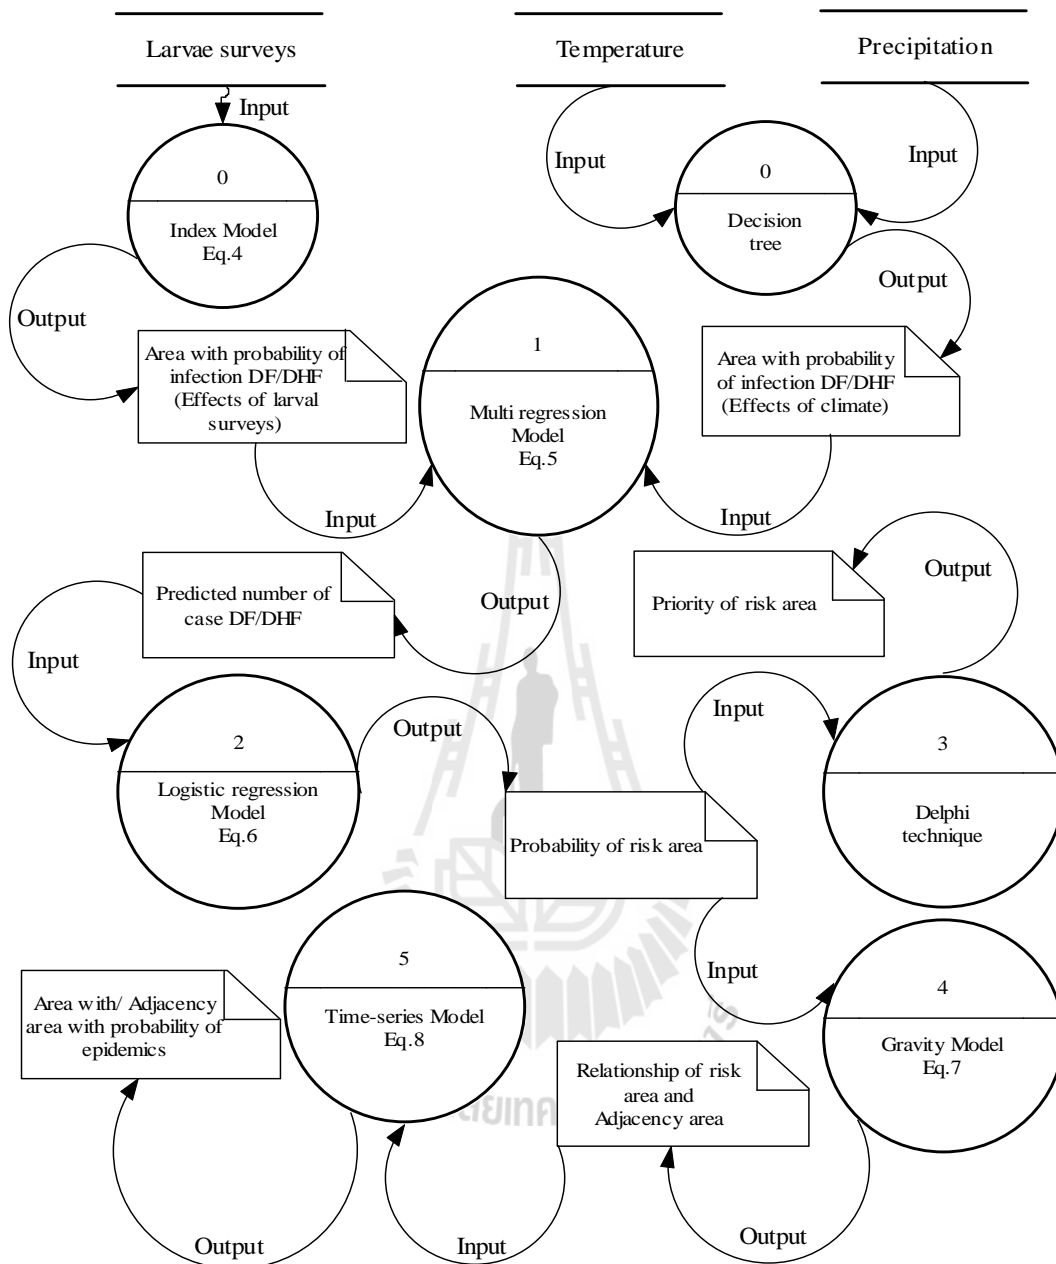 Larvae surveys
Temperature
Precipitation
Input
Input
Input
0
Index Model
Eq.4
0
Decision
tree
Output
Output
Area with probability of
infection DF/DHF
(Effects of larval
surveys)
1
Multi regression
Model
Eq.5
Area with probability
of infection DF/DHF
(Effects of climate)
Input
Input
Predicted number of
case DF/DHF
Output
Priority of risk area
Output
Input
2
Logistic regression
Model
Eq.6
Output
Input
3
Delphi
technique
Probability of risk area
Input
5
Time-series Model
Eq.8
4
Gravity Model
Eq.7
Area with/ Adjacency
area with probability of
epidemics
Relationship of risk
area and
Adjacency area
Output
Input
Output